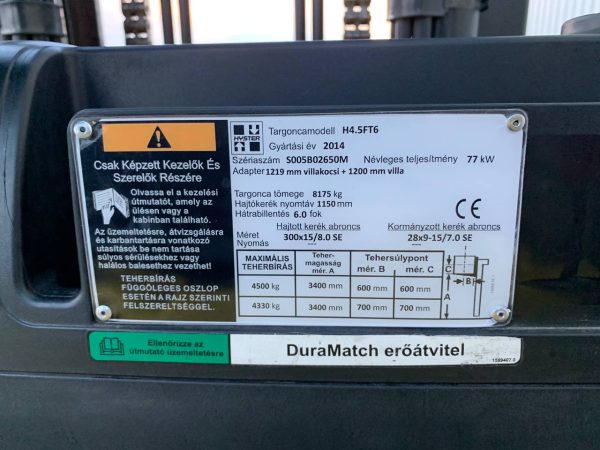 Csak Képzett Kezelők És
Szerelők Részére
Olvassa el a kezelési
útmutatót, amely az
ülésen vagy a
kabinban található.
Az üzemeltetésre, átvizsgálásra
és karbantartásra vonatkozó
utasítások be nem tartása
súlyos sérülésekhez vagy
halálos balesethez vezethet!
TEHERBÍRÁS
FÜGGŐLEGES OSZLOP
ESETÉN A RAJZ SZERINTI
FELSZERELTSÉGGEL.
HYSTER
Targoncamodell H4.5FT6
Gyártási év 2014
Szériaszám S005B02650M Névleges teljesítmény 77 kW
Adapter 1219 mm villakocsi + 1200 mm villa
Targonca tömege 8175 kg
Hajtókerék nyomtáv 1150 mm
Hátrabillentés 6.0 fok
CE
Hajtott kerék abroncs Kormányzott kerék abroncs
Méret
Nyomás 300x15/8.0 SE 28x9-15/7.0 SE
MAXIMÁLIS TEHERBÍRÁS Teher- magasság mér. A Tehersúlypont mér. B mér. C
4500 kg 3400 mm 600 mm 600 mm
4330 kg 3400 mm 700 mm 700 mm
C
B
A
Ellenőrizze az
útmutató üzemeltetésre
DuraMatch erőátvitel